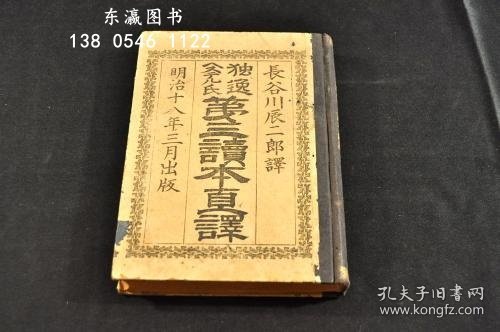 东瀛图书
138 0546 1122
長谷川辰二郎譯
独逸
氏
第三讀本直譯
明治十八年三月出版
孔夫子旧书网
www.kongfz.com